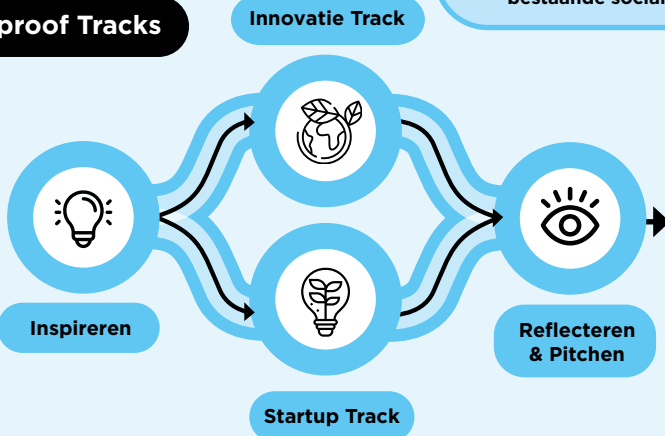 proof Tracks
Innovatie Track
Inspireren
Reflecteren
& Pitchen
Startup Track